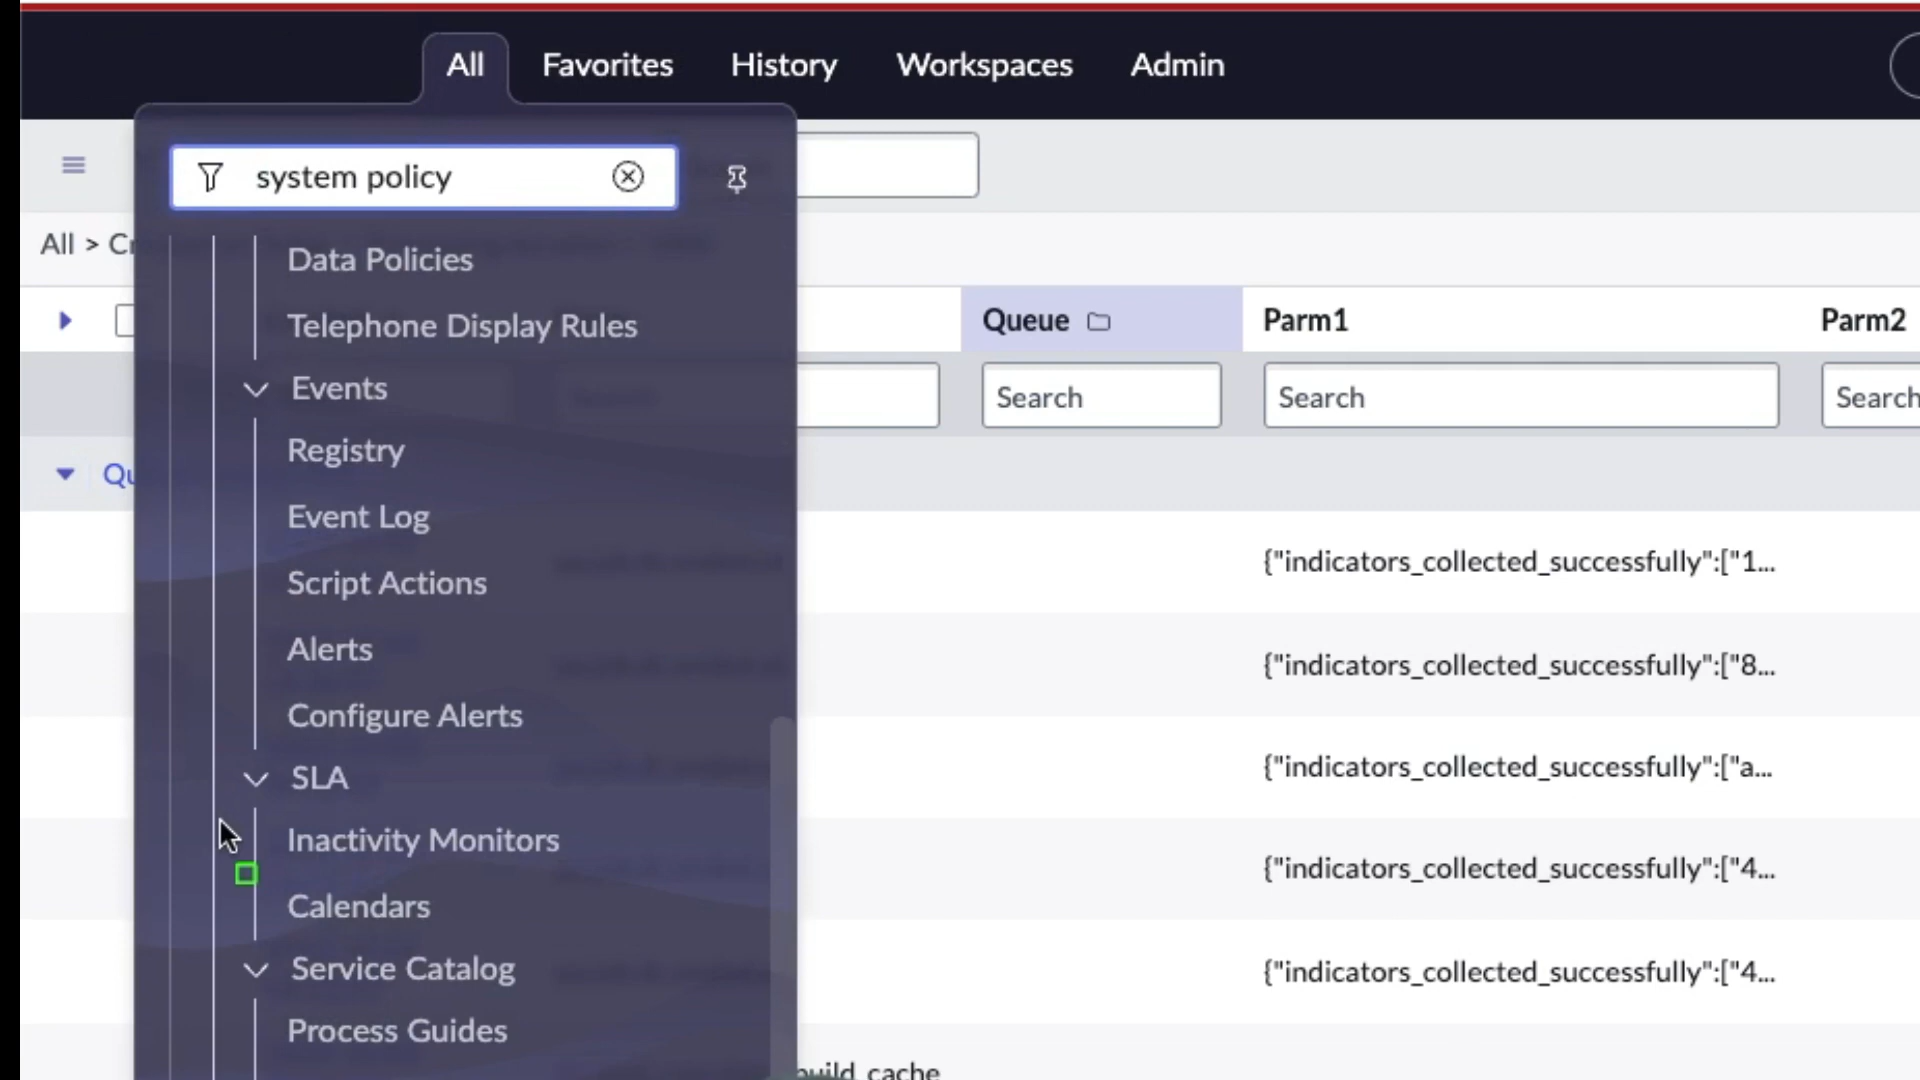 All Favorites History Workspaces Admin
system policy
All > Cr
Data Policies
Telephone Display Rules
Queue Parm1 Parm2
Events
Search Search Search
Registry
Qu
Event Log
{"indicators_collected_successfully":["1...
Script Actions
Alerts
{"indicators_collected_successfully":["8...
Configure Alerts
{"indicators_collected_successfully":["a...
SLA
Inactivity Monitors
{"indicators_collected_successfully":["4...
Calendars
Service Catalog
{"indicators_collected_successfully":["4...
Process Guides
build_cache